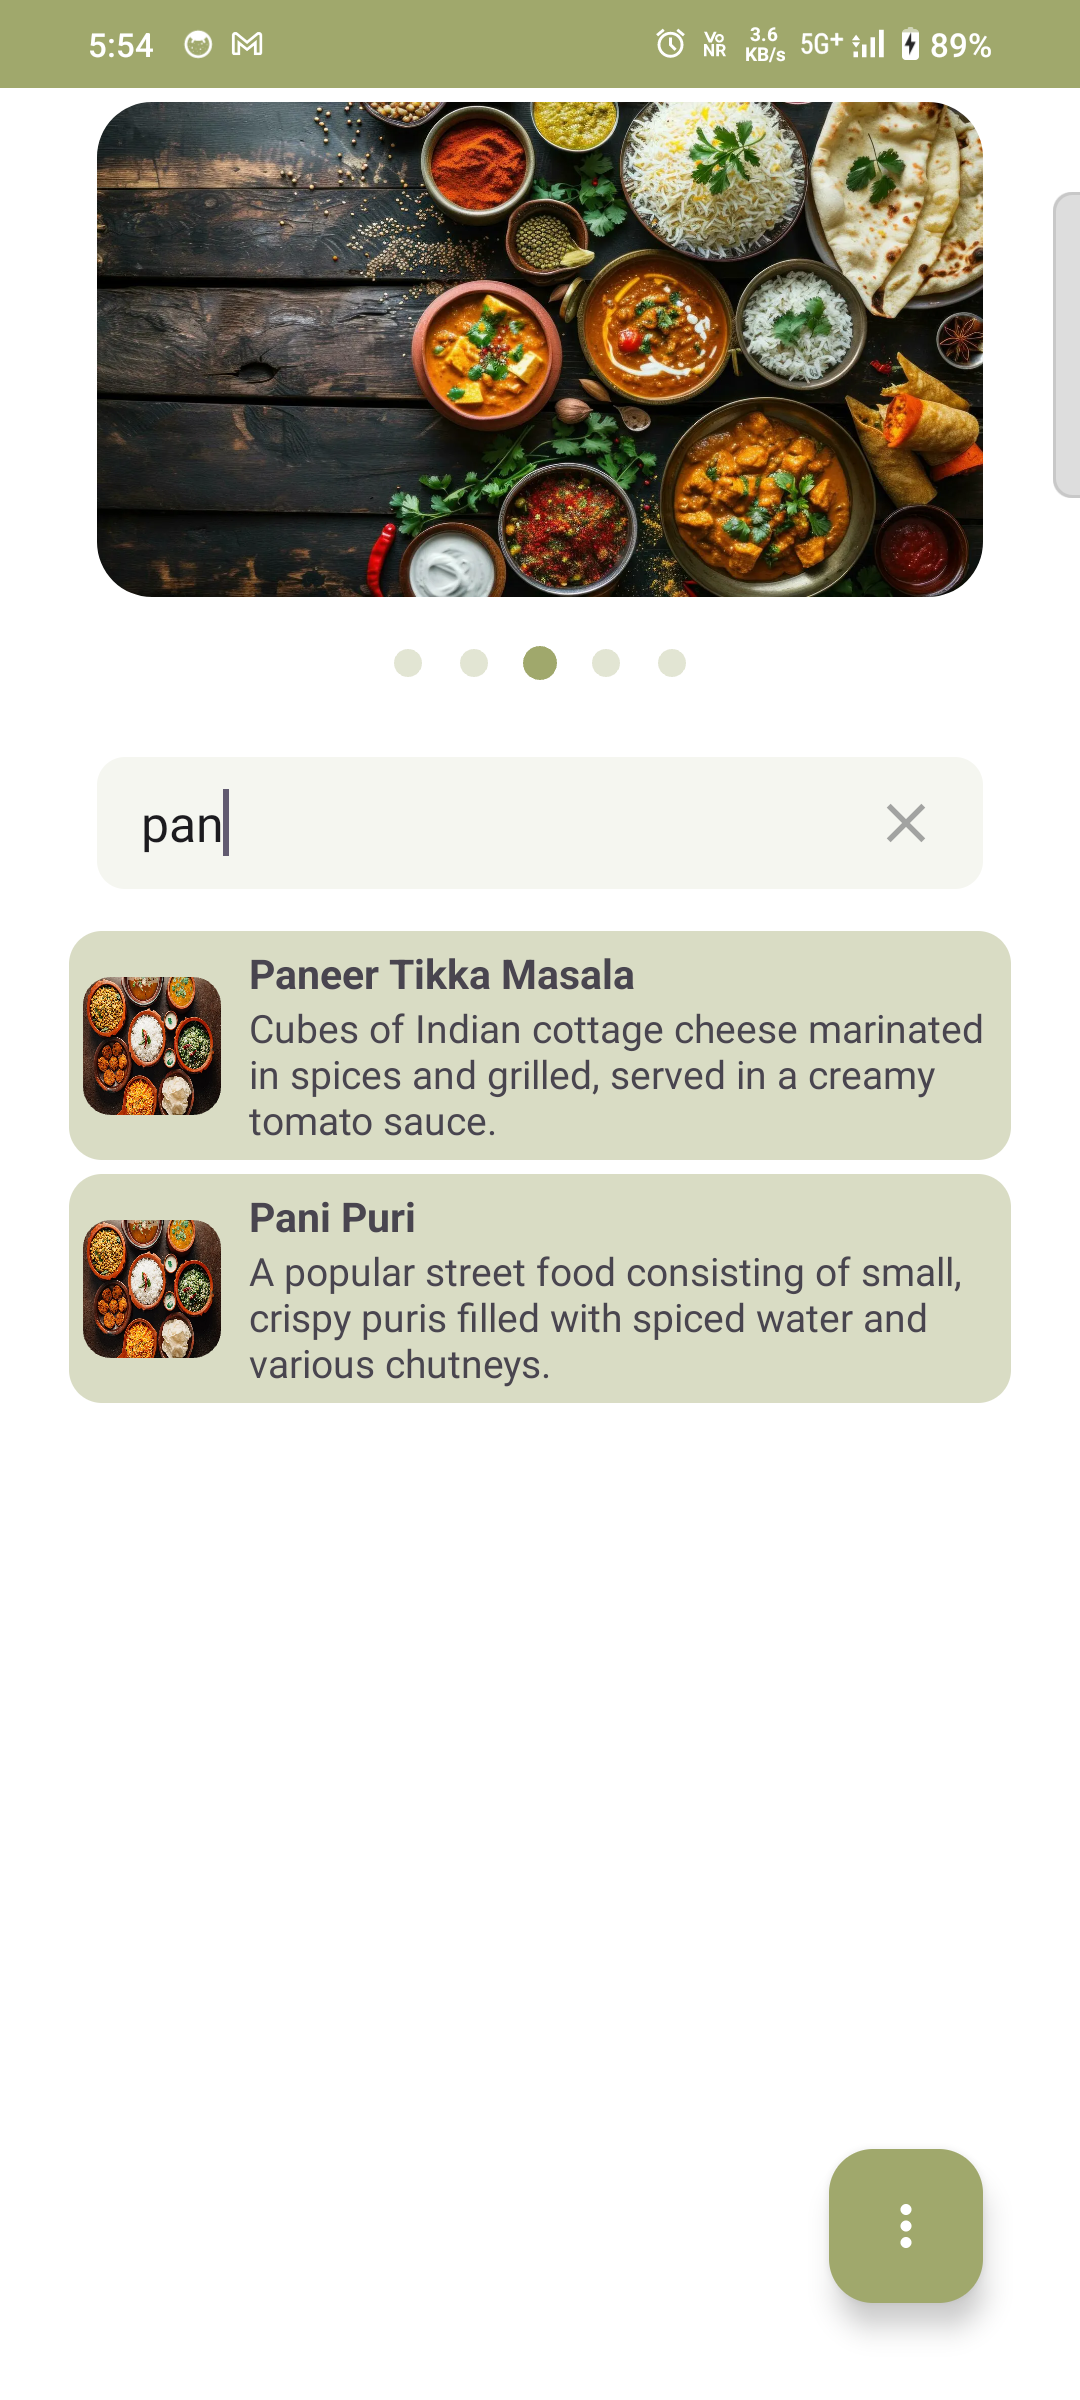 5:54 3.6 KB/s Vo NR 5G+ 89%
pan
Paneer Tikka Masala
Cubes of Indian cottage cheese marinated
in spices and grilled, served in a creamy
tomato sauce.
Pani Puri
A popular street food consisting of small,
crispy puris filled with spiced water and
various chutneys.